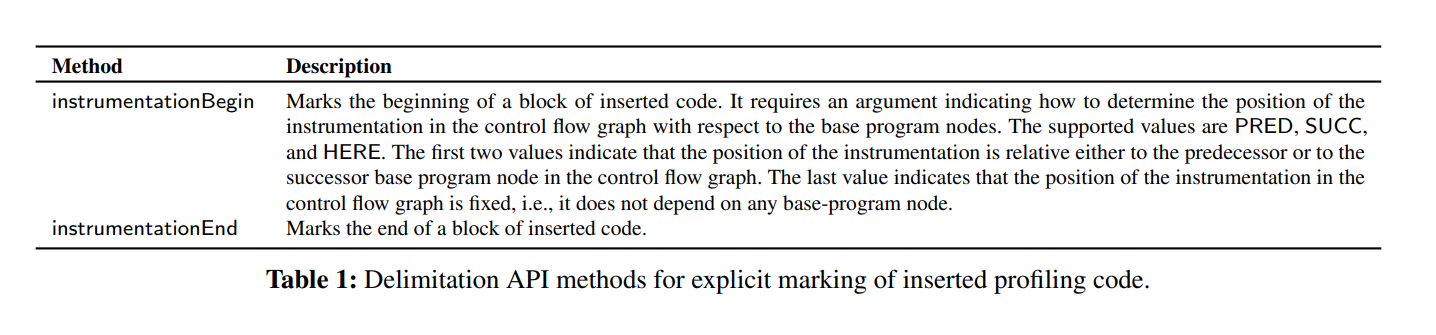 Method Description
instrumentationBegin Marks the beginning of a block of inserted code. It requires an argument indicating how to determine the position of the
instrumentation in the control flow graph with respect to the base program nodes. The supported values are PRED, SUCC,
and HERE. The first two values indicate that the position of the instrumentation is relative either to the predecessor or to the
successor base program node in the control flow graph. The last value indicates that the position of the instrumentation in the
control flow graph is fixed, i.e., it does not depend on any base-program node.
instrumentationEnd Marks the end of a block of inserted code.
Table 1: Delimitation API methods for explicit marking of inserted profiling code.